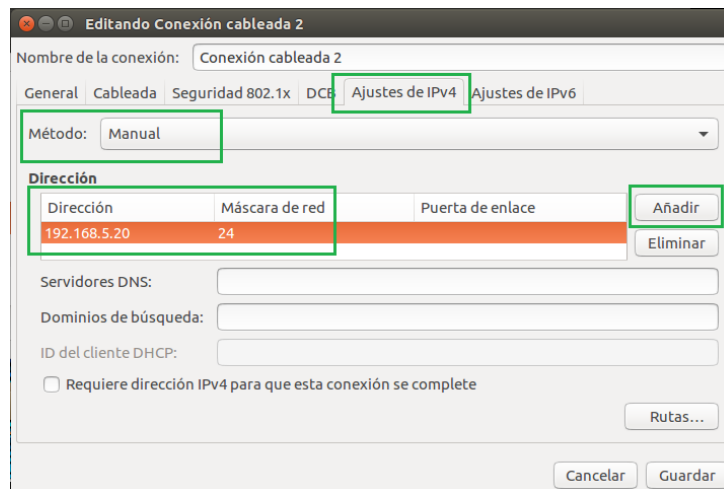 Editando Conexión cableada 2
Nombre de la conexión: Conexión cableada 2
General Cableada Seguridad 802.1x DCB Ajustes de IPv4 Ajustes de IPv6
Método: Manual
Dirección
Dirección Máscara de red Puerta de enlace Añadir
192.168.5.20 24
Eliminar
Servidores DNS:
Dominios de búsqueda:
ID del cliente DHCP:
Requiere dirección IPv4 para que esta conexión se complete
Rutas...
Cancelar Guardar